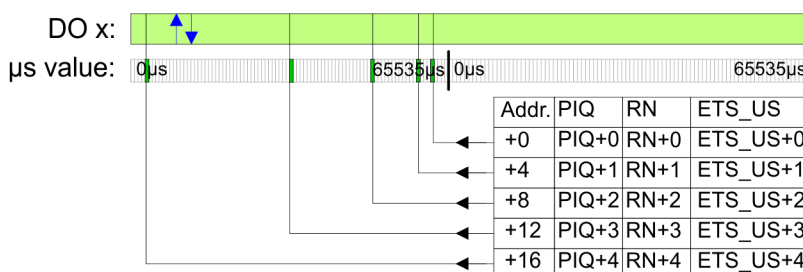 DO x:
µs value: 0µs 65535µs 0µs 65535µs
Addr. PIQ RN ETS_US
+0 PIQ+0 RN+0 ETS_US+0
+4 PIQ+1 RN+1 ETS_US+1
+8 PIQ+2 RN+2 ETS_US+2
+12 PIQ+3 RN+3 ETS_US+3
+16 PIQ+4 RN+4 ETS_US+4